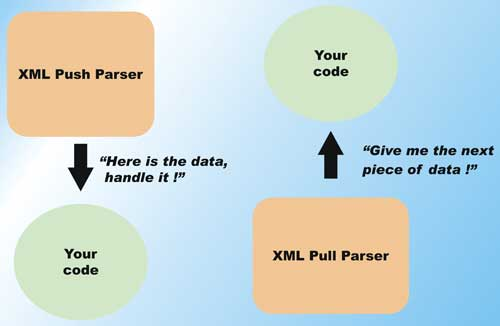 XML Push Parser
“Here is the data,
handle it !”
Your
code
Your
code
“Give me the next
piece of data !”
XML Pull Parser